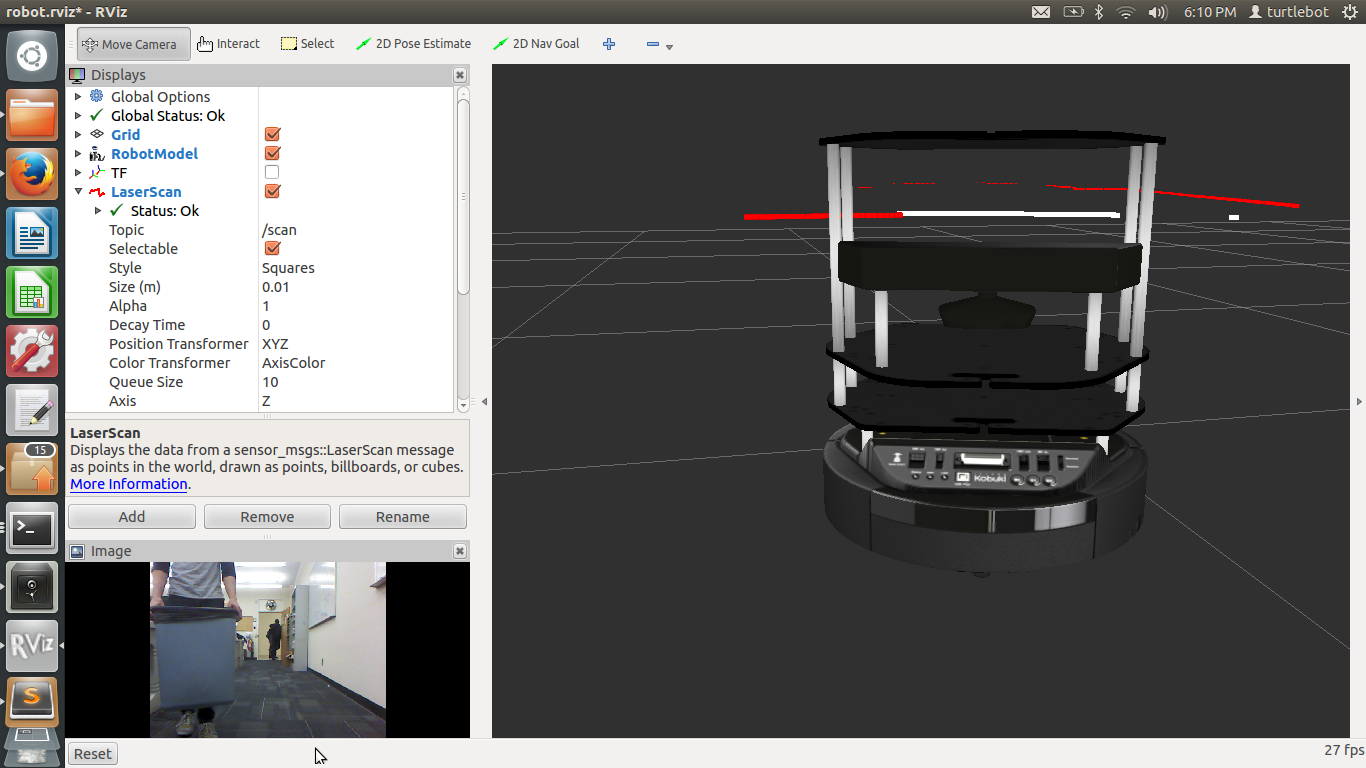 robot.rviz* - RViz
6:10 PM turtlebot
Move Camera Interact Select 2D Pose Estimate 2D Nav Goal
Displays
Global Options
Global Status: Ok
Grid
RobotModel
TF
LaserScan
Status: Ok
Topic /scan
Selectable
Style Squares
Size (m) 0.01
Alpha 1
Decay Time 0
Position Transformer XYZ
Color Transformer AxisColor
Queue Size 10
Axis Z
LaserScan
Displays the data from a sensor_msgs::LaserScan message
as points in the world, drawn as points, billboards, or cubes.
More Information.
Add Remove Rename
Image
Reset
27 fps
15
RViz
S
Kobuki